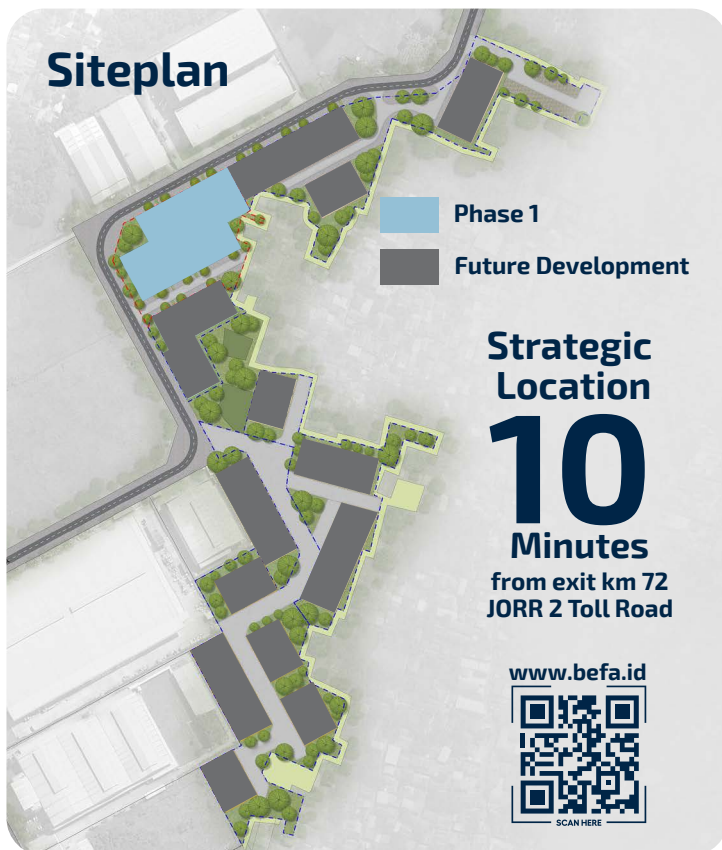 Siteplan
Phase 1
Future Development
Strategic
Location
10
Minutes
from exit km 72
JORR 2 Toll Road
www.befa.id
SCAN HERE